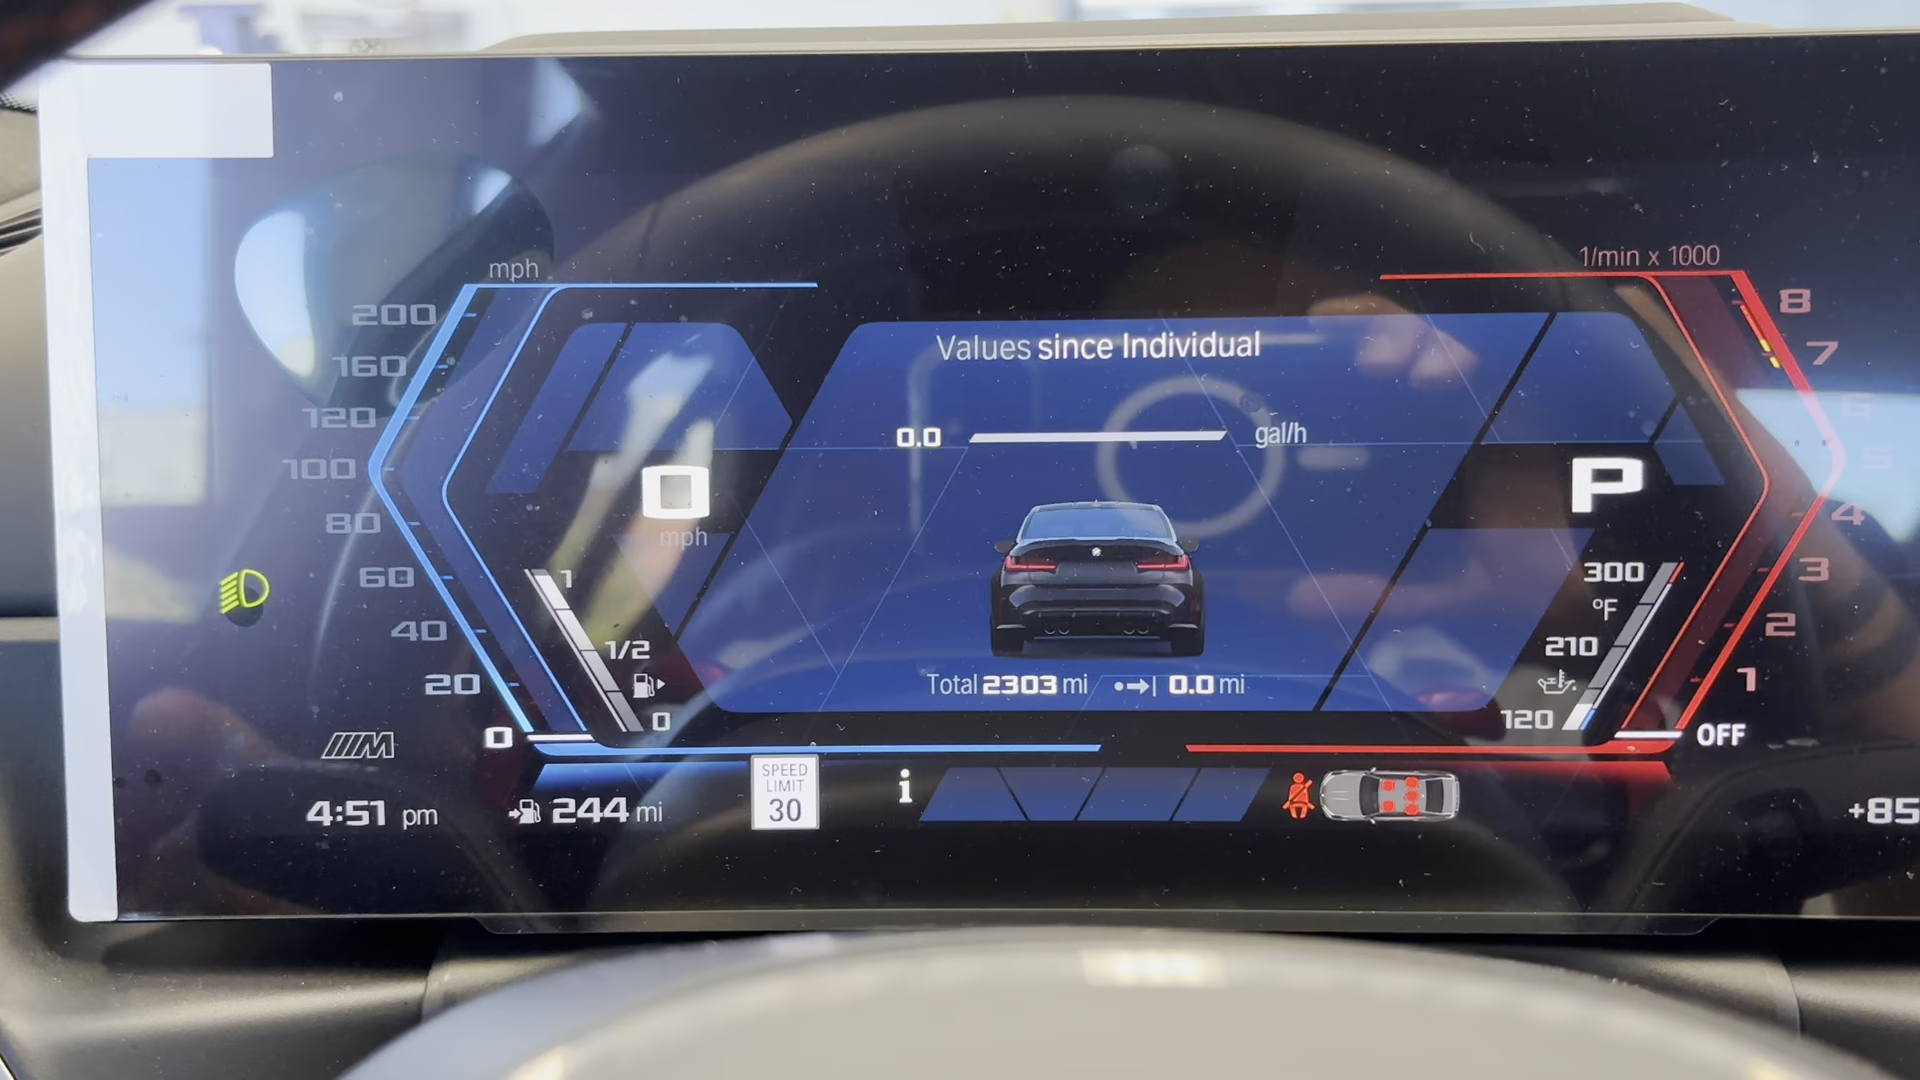 mph
1/min x 1000
200
160
120
100
80
60
40
20
0
Values since Individual
0.0 gal/h
0
mph
P
1
1/2
0
300
°F
210
120
8
7
6
5
4
3
2
1
OFF
Total 2303 mi 0.0 mi
M
4:51 pm
244 mi
SPEED
LIMIT
30
i
+85